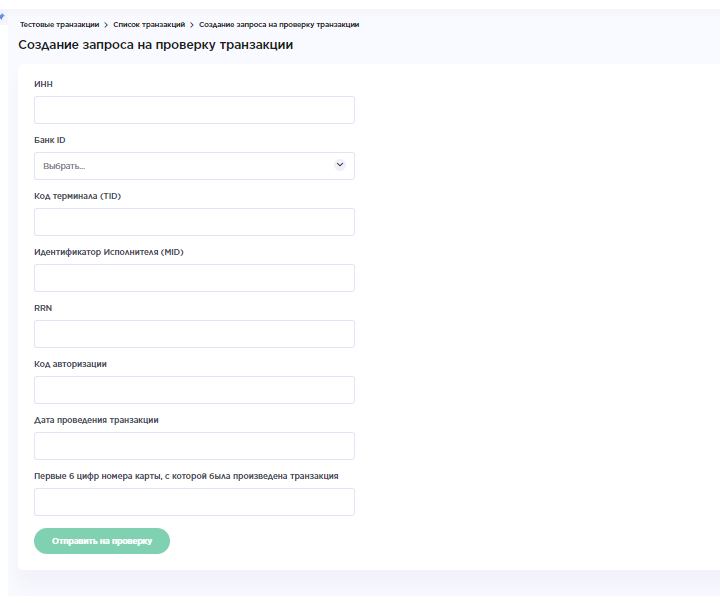 Тестовые транзакции > Список транзакций > Создание запроса на проверку транзакции
Создание запроса на проверку транзакции
ИНН
Банк ID
Выбрать...
Код терминала (TID)
Идентификатор Исполнителя (MID)
RRN
Код авторизации
Дата проведения транзакции
Первые 6 цифр номера карты, с которой была произведена транзакция
Отправить на проверку